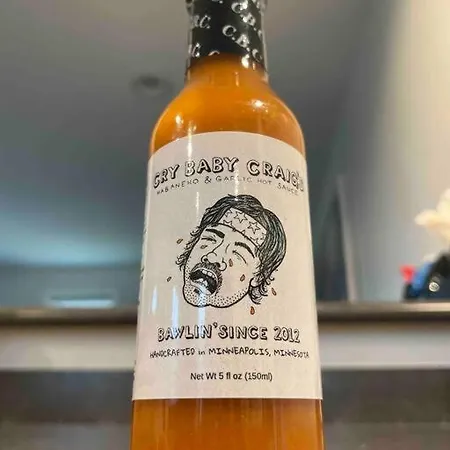 C.B.C.
CRY BABY CRAIG'S
HABANERO & GARLIC HOT SAUCE
BAWLIN' SINCE 2012
HANDCRAFTED in MINNEAPOLIS, MINNESOTA
Net Wt 5 fl oz (150ml)